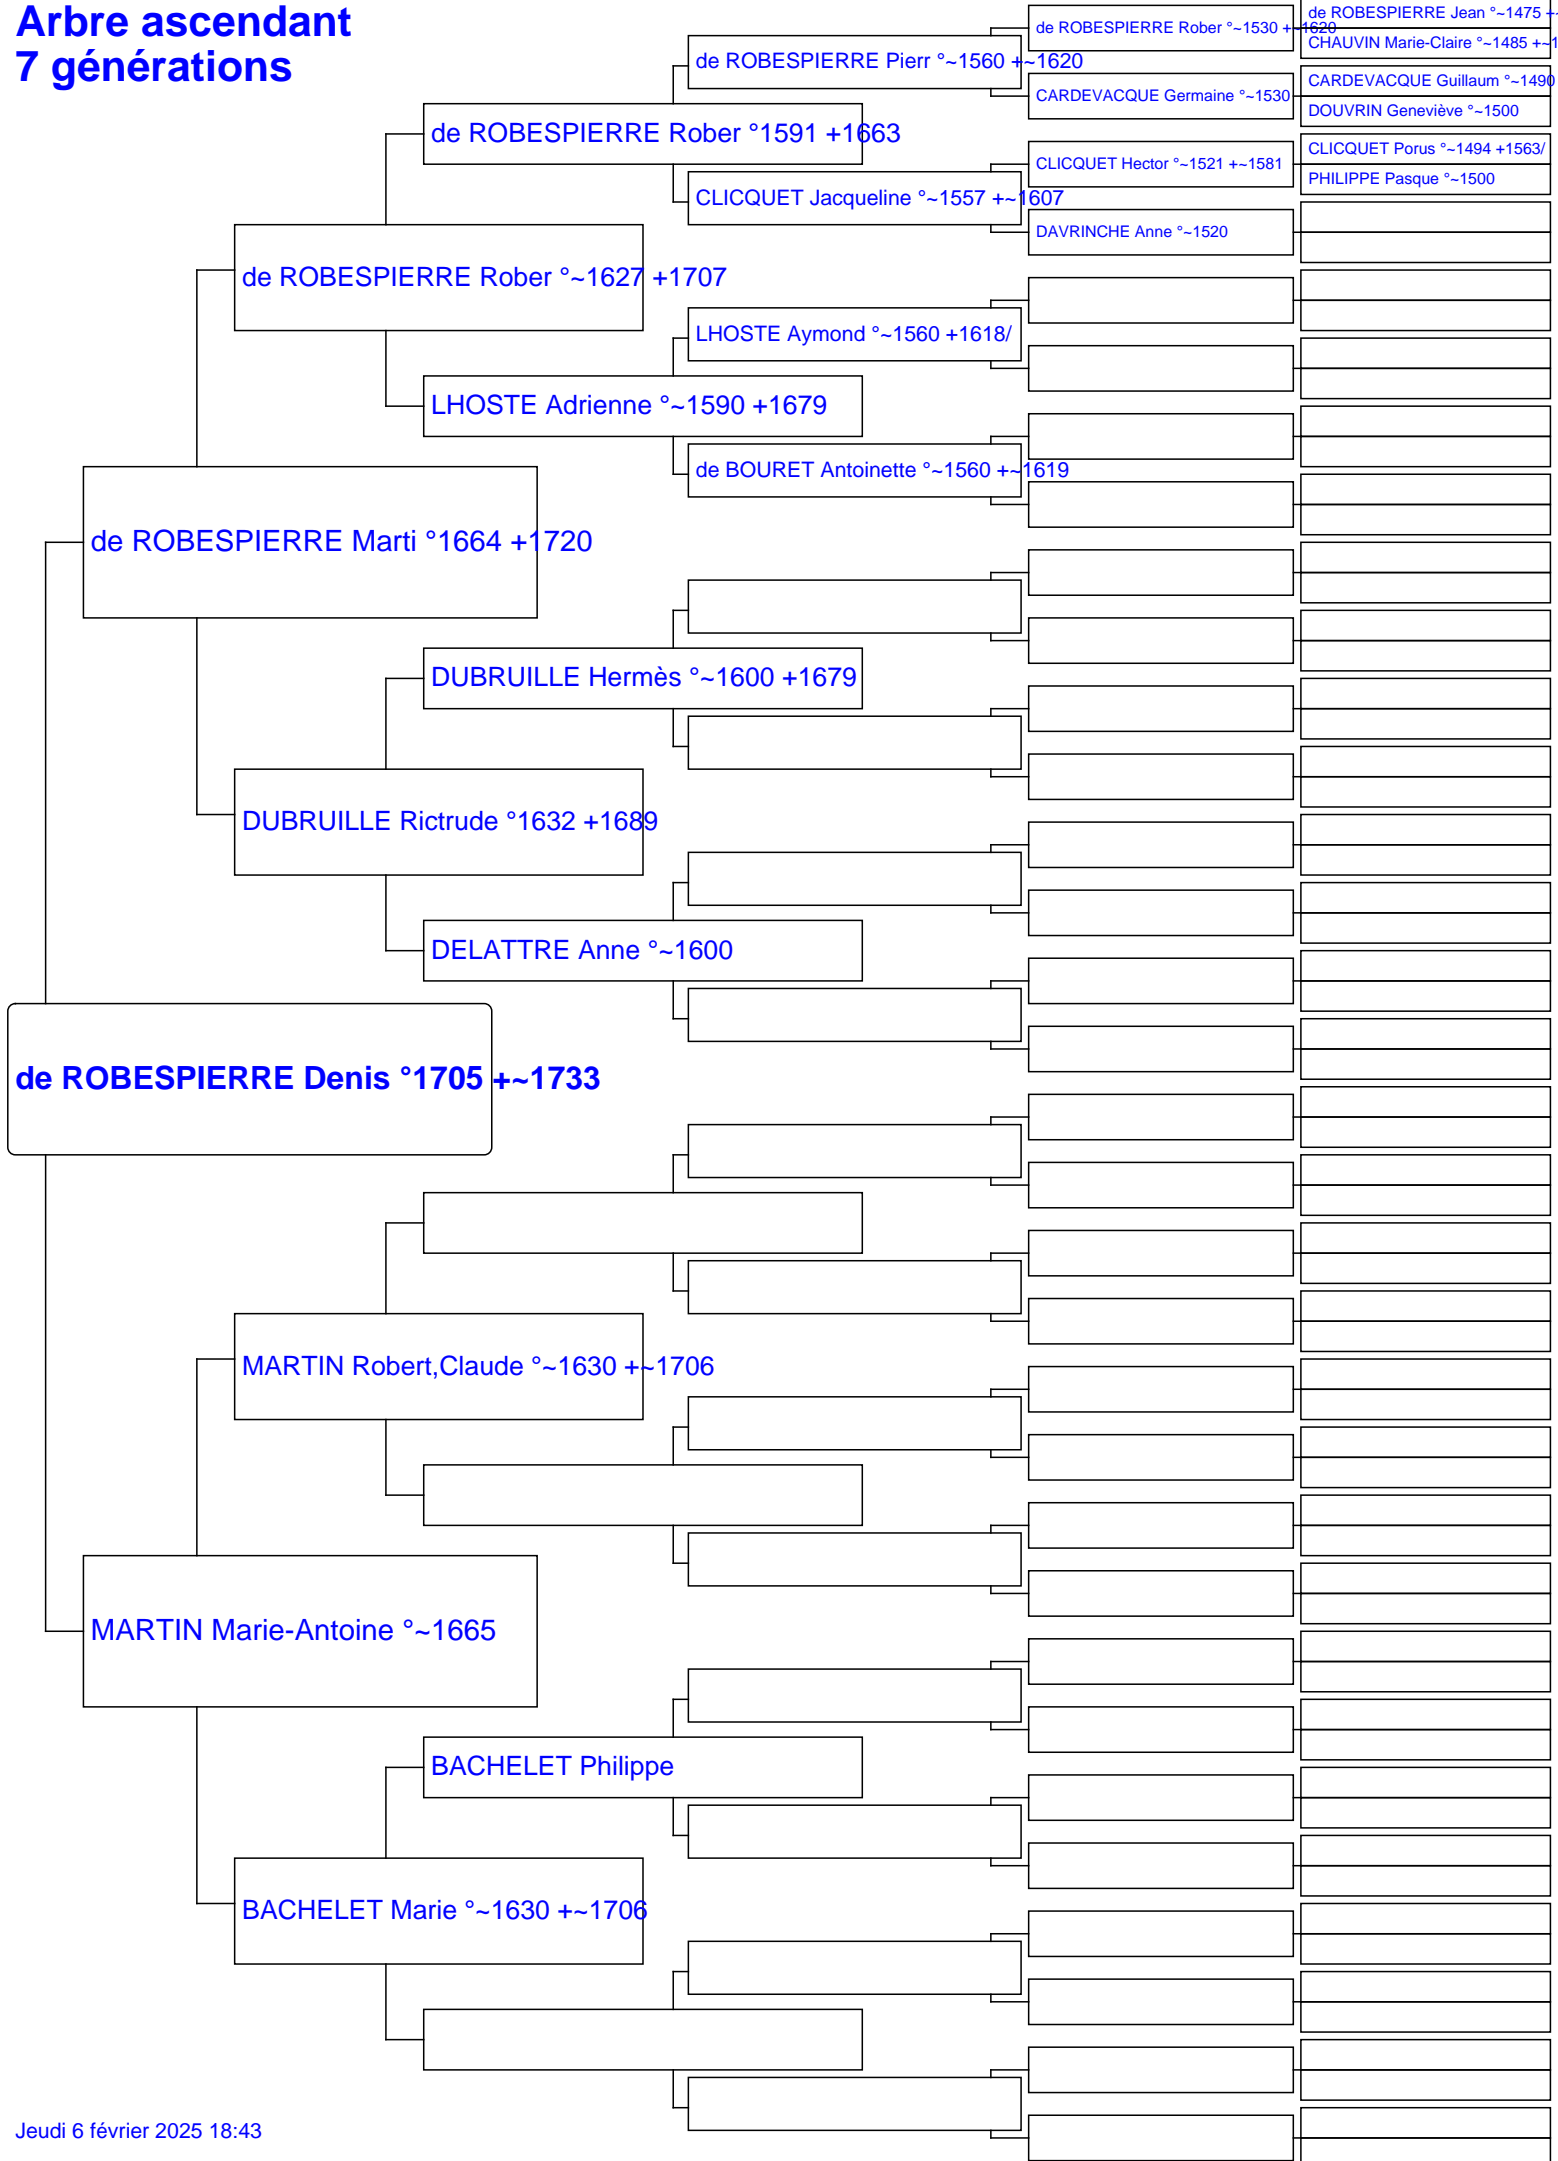 Arbre ascendant
7 générations
de ROBESPIERRE Jean °~1475 +~
de ROBESPIERRE Rober °~1530 +~1620
CHAUVIN Marie-Claire °~1485 +~1
de ROBESPIERRE Pierr °~1560 +~1620
CARDEVACQUE Guillaum °~1490
CARDEVACQUE Germaine °~1530
DOUVRIN Geneviève °~1500
de ROBESPIERRE Rober °1591 +1663
CLICQUET Porus °~1494 +1563/
CLICQUET Hector °~1521 +~1581
PHILIPPE Pasque °~1500
CLICQUET Jacqueline °~1557 +~1607
DAVRINCHE Anne °~1520
de ROBESPIERRE Rober °~1627 +1707
LHOSTE Aymond °~1560 +1618/
LHOSTE Adrienne °~1590 +1679
de BOURET Antoinette °~1560 +~1619
de ROBESPIERRE Marti °1664 +1720
DUBRUILLE Hermès °~1600 +1679
DUBRUILLE Rictrude °1632 +1689
DELATTRE Anne °~1600
de ROBESPIERRE Denis °1705 +~1733
MARTIN Robert,Claude °~1630 +~1706
MARTIN Marie-Antoine °~1665
BACHELET Philippe
BACHELET Marie °~1630 +~1706
Jeudi 6 février 2025 18:43